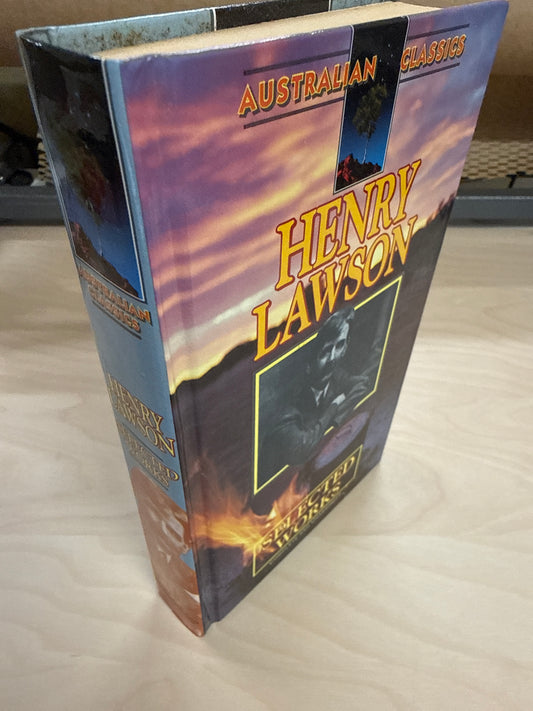 AUSTRALIAN CLASSICS
HENRY
LAWSON
SELECTED
WORKS
AUSTRALIAN
CLASSICS
HENRY
LAWSON
SELECTED
WORKS